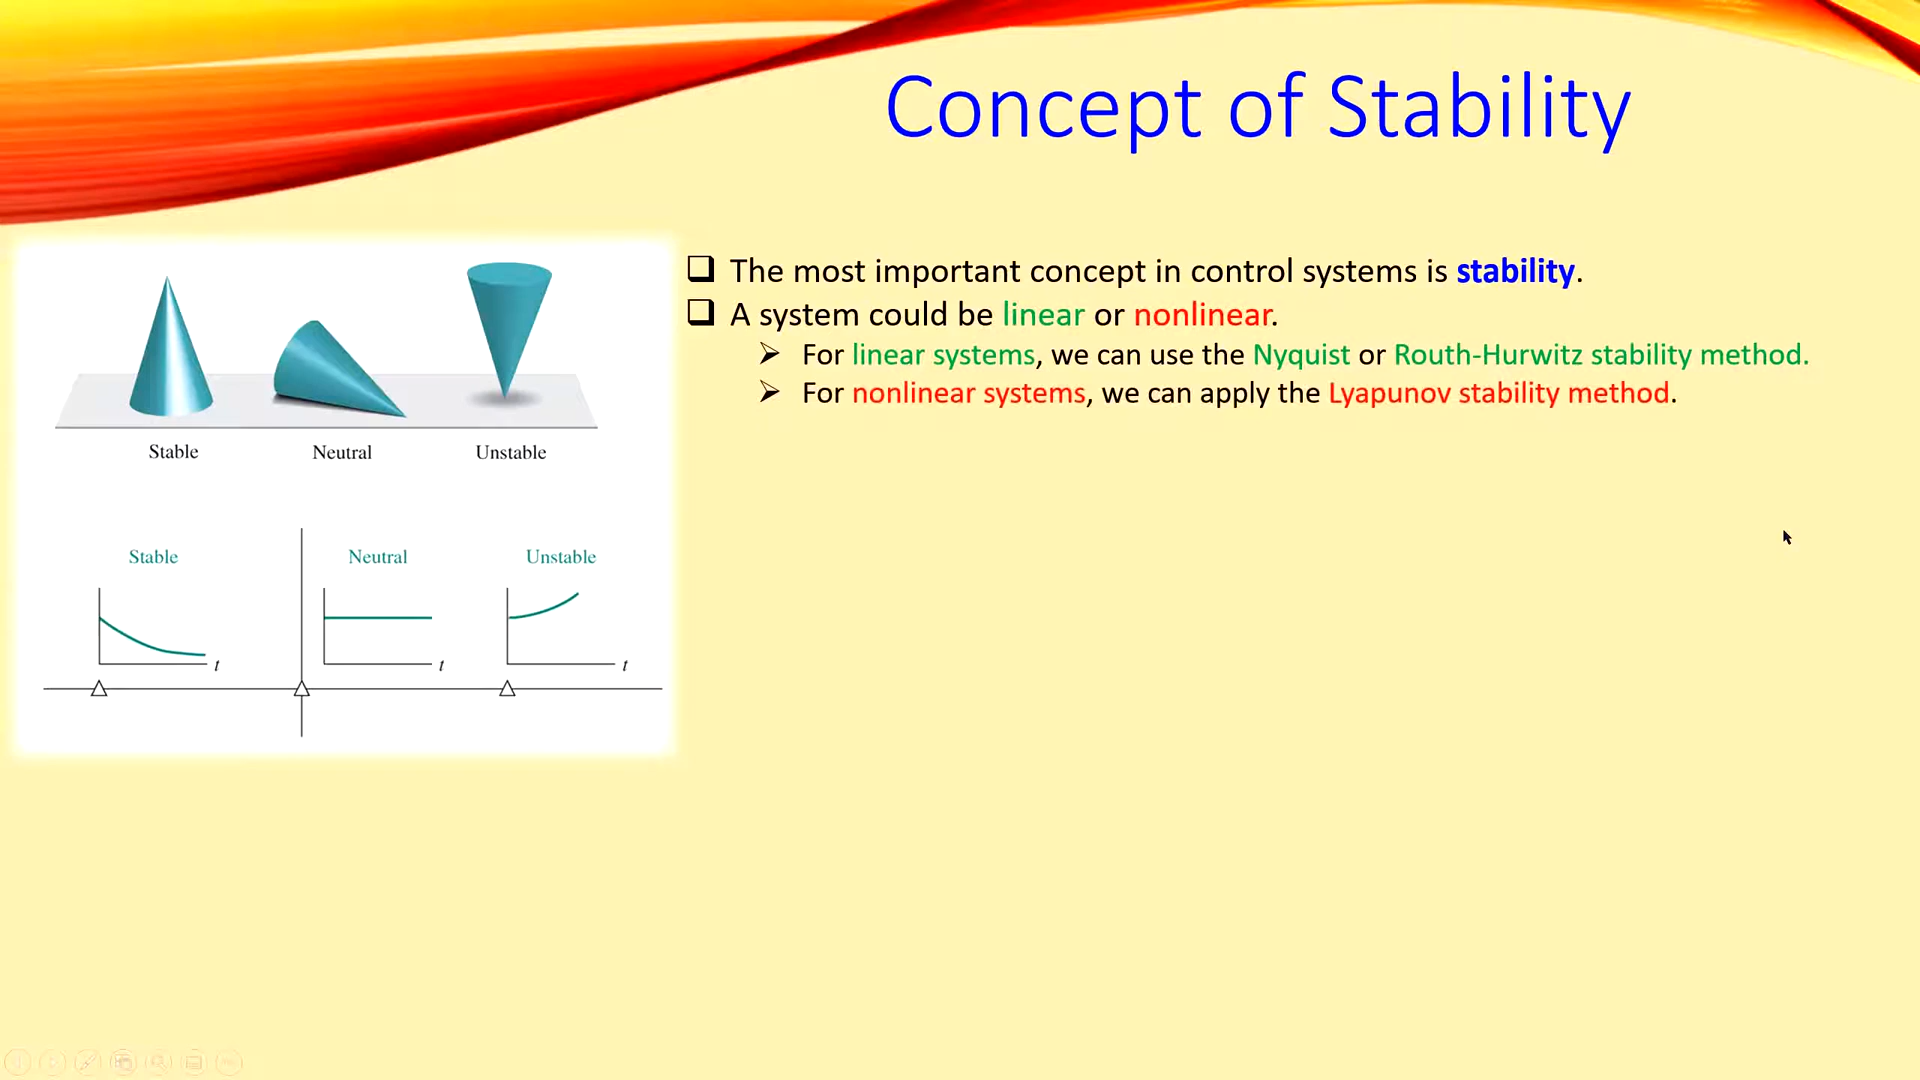 Concept of Stability
The most important concept in control systems is stability.
A system could be linear or nonlinear.
For linear systems, we can use the Nyquist or Routh-Hurwitz stability method.
For nonlinear systems, we can apply the Lyapunov stability method.
Stable Neutral Unstable
Stable Neutral Unstable
t t t